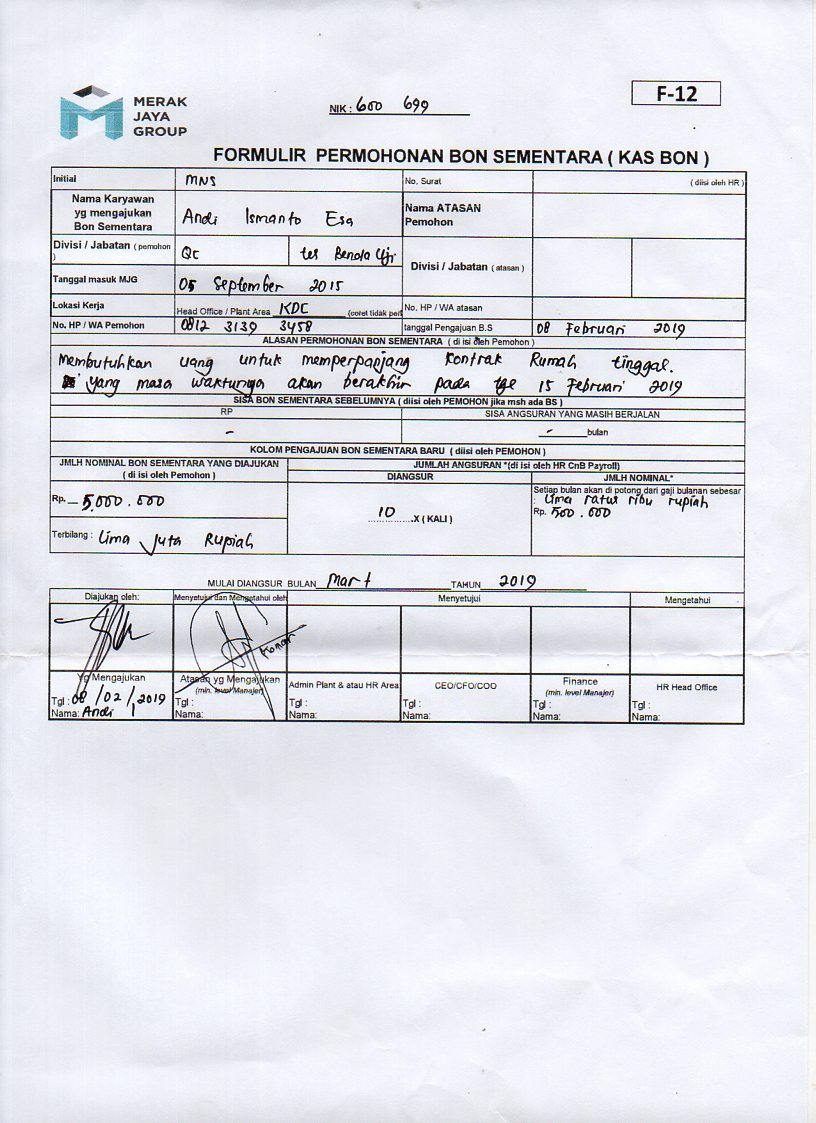 MERAK
JAYA
GROUP
NIK : 600 699
F-12
FORMULIR PERMOHONAN BON SEMENTARA ( KAS BON )
Initial MNS No. Surat ( diisi oleh HR )
Nama Karyawan
yg mengajukan
Bon Sementara
Andi Ismanto Esa
Nama ATASAN
Pemohon
Divisi / Jabatan ( pemohon
)
QC tes Benda Uji
Divisi / Jabatan ( atasan )
Tanggal masuk MJG 05 September 2015
Lokasi Kerja Head Office / Plant Area KDC (coret tidak perl No. HP / WA atasan
No. HP / WA Pemohon 0812 3139 3458 tanggal Pengajuan B.S 08 Februari 2019
ALASAN PERMOHONAN BON SEMENTARA ( di isi oleh Pemohon )
Membutuhkan uang untuk memperpanjang kontrak Rumah tinggal.
yang masa waktunya akan berakhir pada tgl 15 Februari 2019
SISA BON SEMENTARA SEBELUMNYA ( diisi oleh PEMOHON jika msh ada BS )
RP SISA ANGSURAN YANG MASIH BERJALAN
- - bulan
KOLOM PENGAJUAN BON SEMENTARA BARU ( diisi oleh PEMOHON )
JMLH NOMINAL BON SEMENTARA YANG DIAJUKAN
( di isi oleh Pemohon )
JUMLAH ANGSURAN *(di isi oleh HR CnB Payroll)
DIANGSUR JMLH NOMINAL*
Rp. 5.000.000
10 ...............X ( KALI )
Setiap bulan akan di potong dari gaji bulanan sebesar
: Lima ratus ribu rupiah
Rp. 500.000
Terbilang : Lima Juta Rupiah
MULAI DIANGSUR BULAN Mart TAHUN 2019
Diajukan oleh: Menyetujui dan Mengetahui oleh Menyetujui Mengetahui
Konar
Yg Mengajukan Atasan yg Mengajukan Admin Plant & atau HR Area CEO/CFO/COO Finance HR Head Office
(min. level Manajer) (min. level Manajer)
Tgl : 08/02/2019 Tgl : Tgl : Tgl : Tgl : Tgl :
Nama: Andi I Nama: Nama: Nama: Nama: Nama: